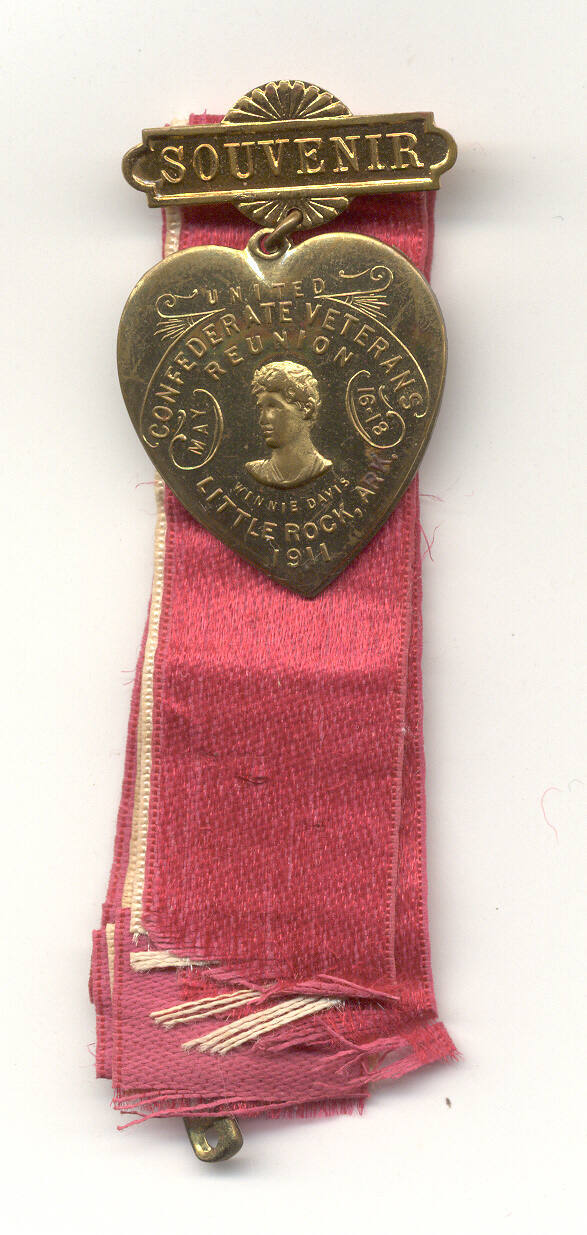 SOUVENIR
UNITED
CONFEDERATE VETERANS
REUNION
MAY
16-18
WINNIE DAVIS
LITTLE ROCK, ARK.
1911